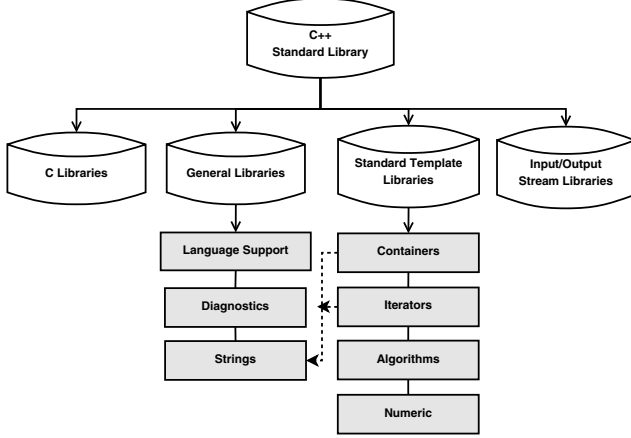 C++
Standard Library
C Libraries
General Libraries
Standard Template
Libraries
Input/Output
Stream Libraries
Language Support
Diagnostics
Strings
Containers
Iterators
Algorithms
Numeric